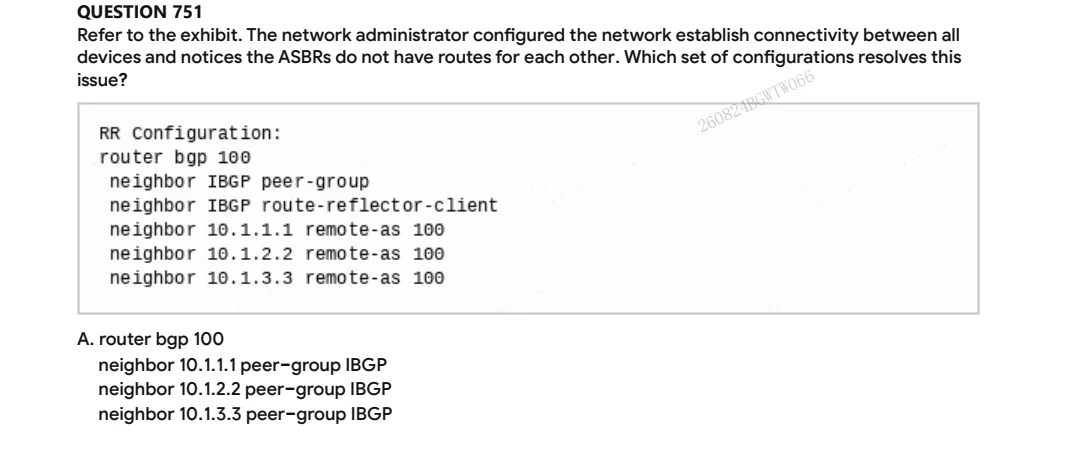 QUESTION 751
Refer to the exhibit. The network administrator configured the network establish connectivity between all
devices and notices the ASBRs do not have routes for each other. Which set of configurations resolves this
issue?
260824BGWTW066
RR Configuration:
router bgp 100
neighbor IBGP peer-group
neighbor IBGP route-reflector-client
neighbor 10.1.1.1 remote-as 100
neighbor 10.1.2.2 remote-as 100
neighbor 10.1.3.3 remote-as 100
A. router bgp 100
neighbor 10.1.1.1 peer-group IBGP
neighbor 10.1.2.2 peer-group IBGP
neighbor 10.1.3.3 peer-group IBGP